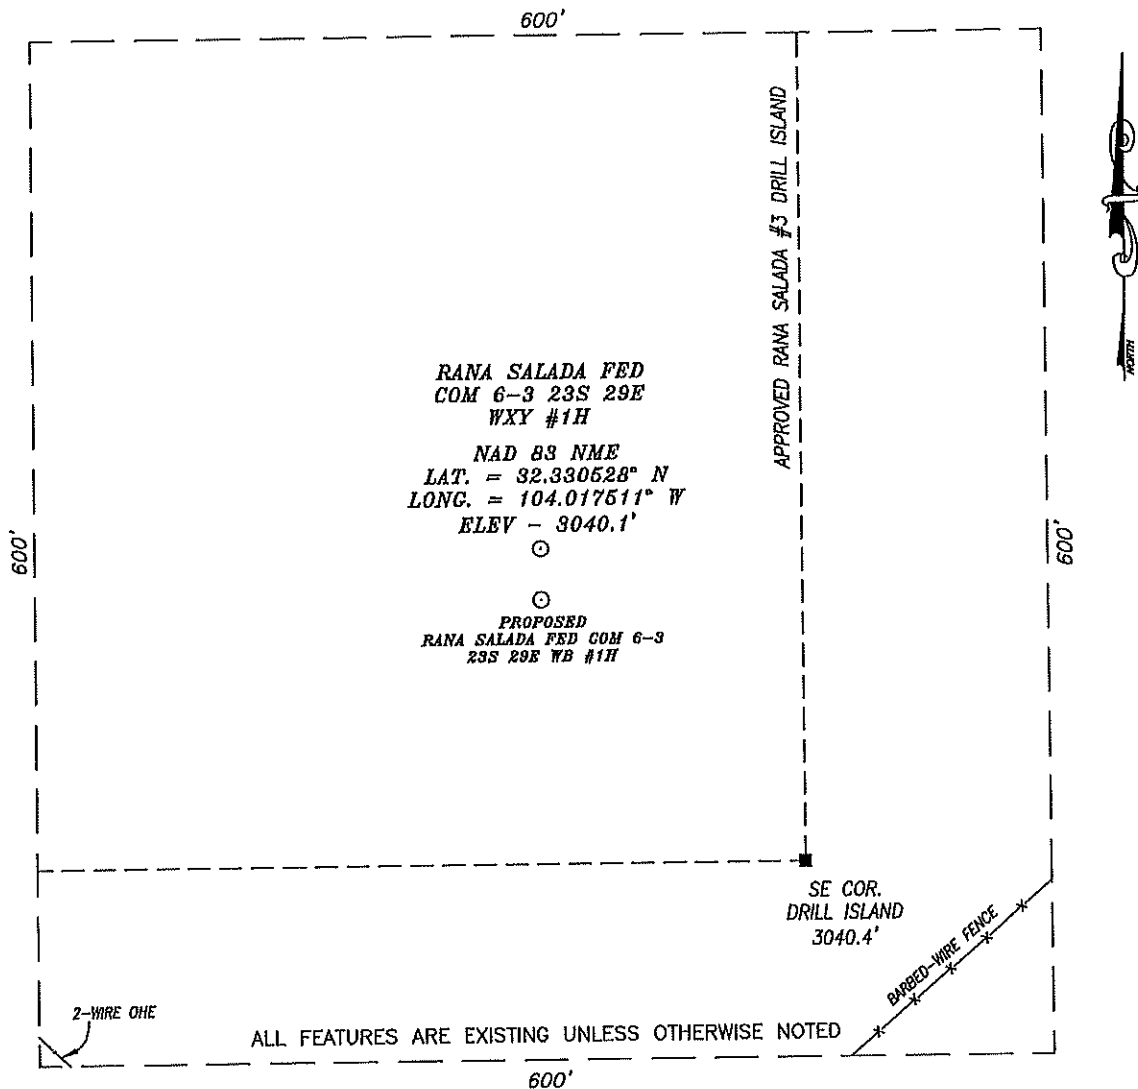 600'
APPROVED RANA SALADA #3 DRILL ISLAND
NORTH
RANA SALADA FED
COM 6-3 23S 29E
WXY #1H
NAD 83 NME
LAT. = 32.330528° N
LONG. = 104.017511° W
ELEV - 3040.1'
600'
600'
PROPOSED
RANA SALADA FED COM 6-3
23S 29E WB #1H
SE COR.
DRILL ISLAND
3040.4'
BARBED-WIRE FENCE
2-WIRE OHE
ALL FEATURES ARE EXISTING UNLESS OTHERWISE NOTED
600'